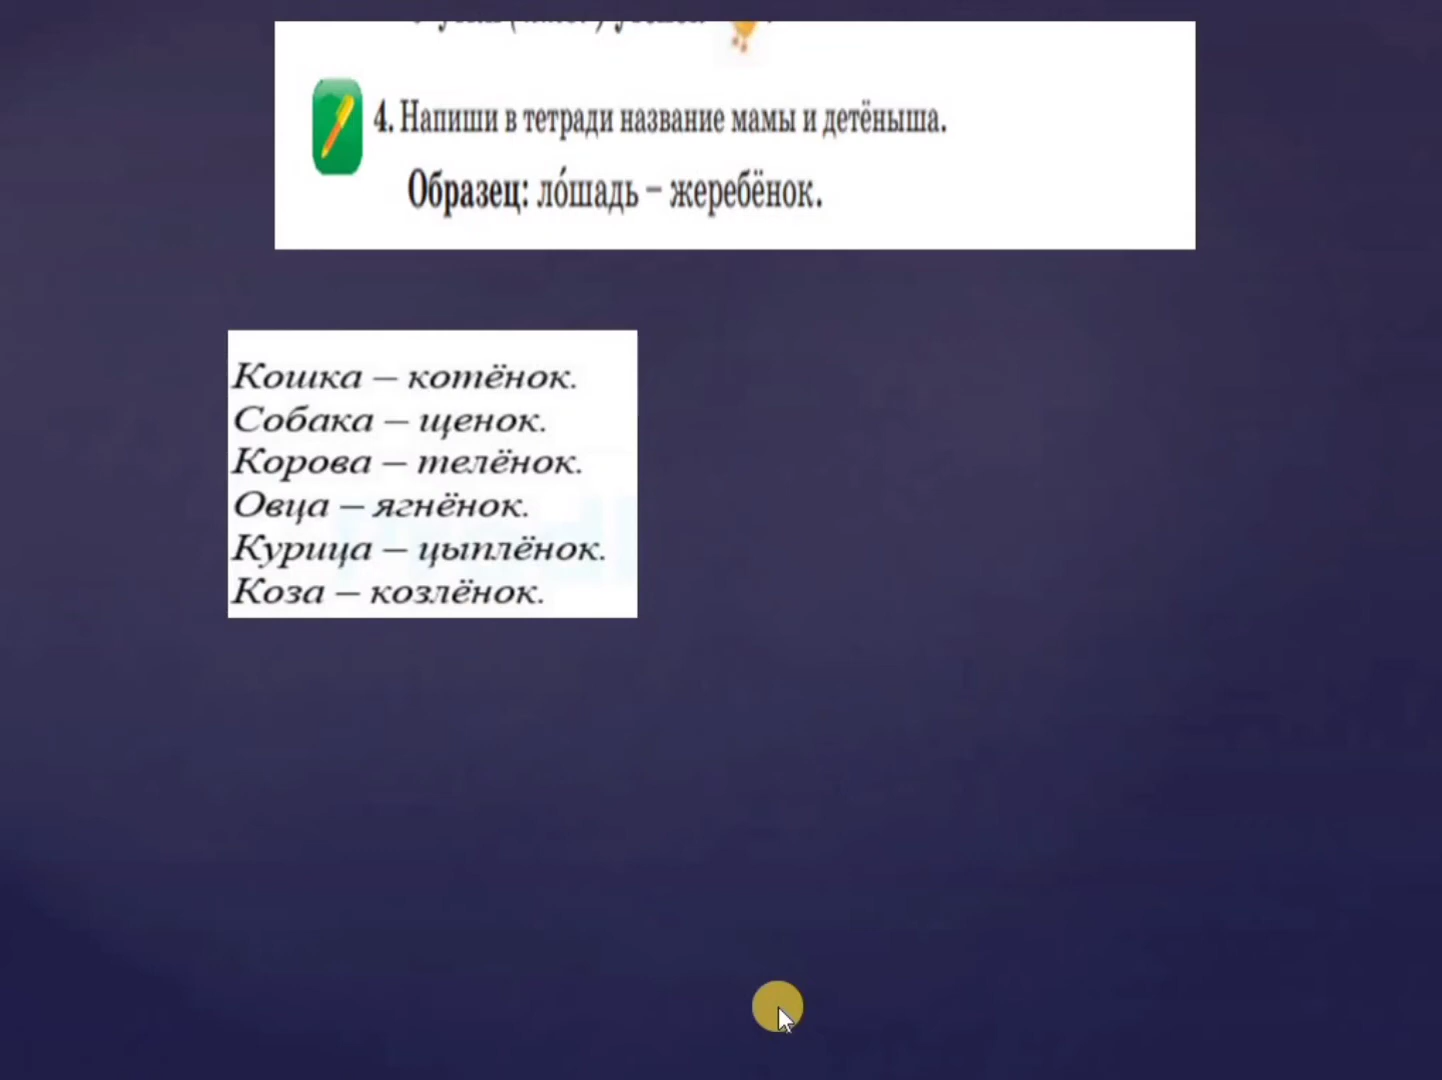 4. Напиши в тетради название мамы и детёныша.
Образец: ло́шадь – жеребёнок.
Кошка – котёнок.
Собака – щенок.
Корова – телёнок.
Овца – ягнёнок.
Курица – цыплёнок.
Коза – козлёнок.